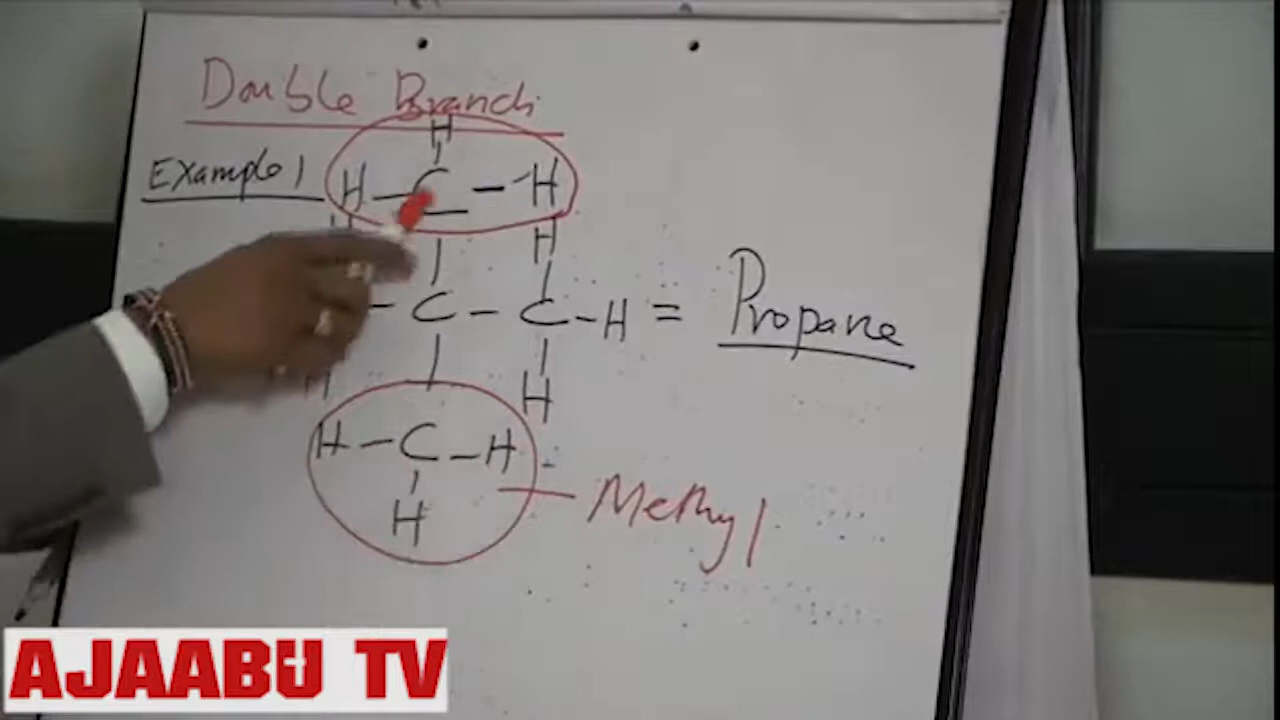 Double Branch
Example 1
H
H - C - - H
H H
- C - C - H = Propane
H H
H - C - H
H
Methyl
AJAABU TV